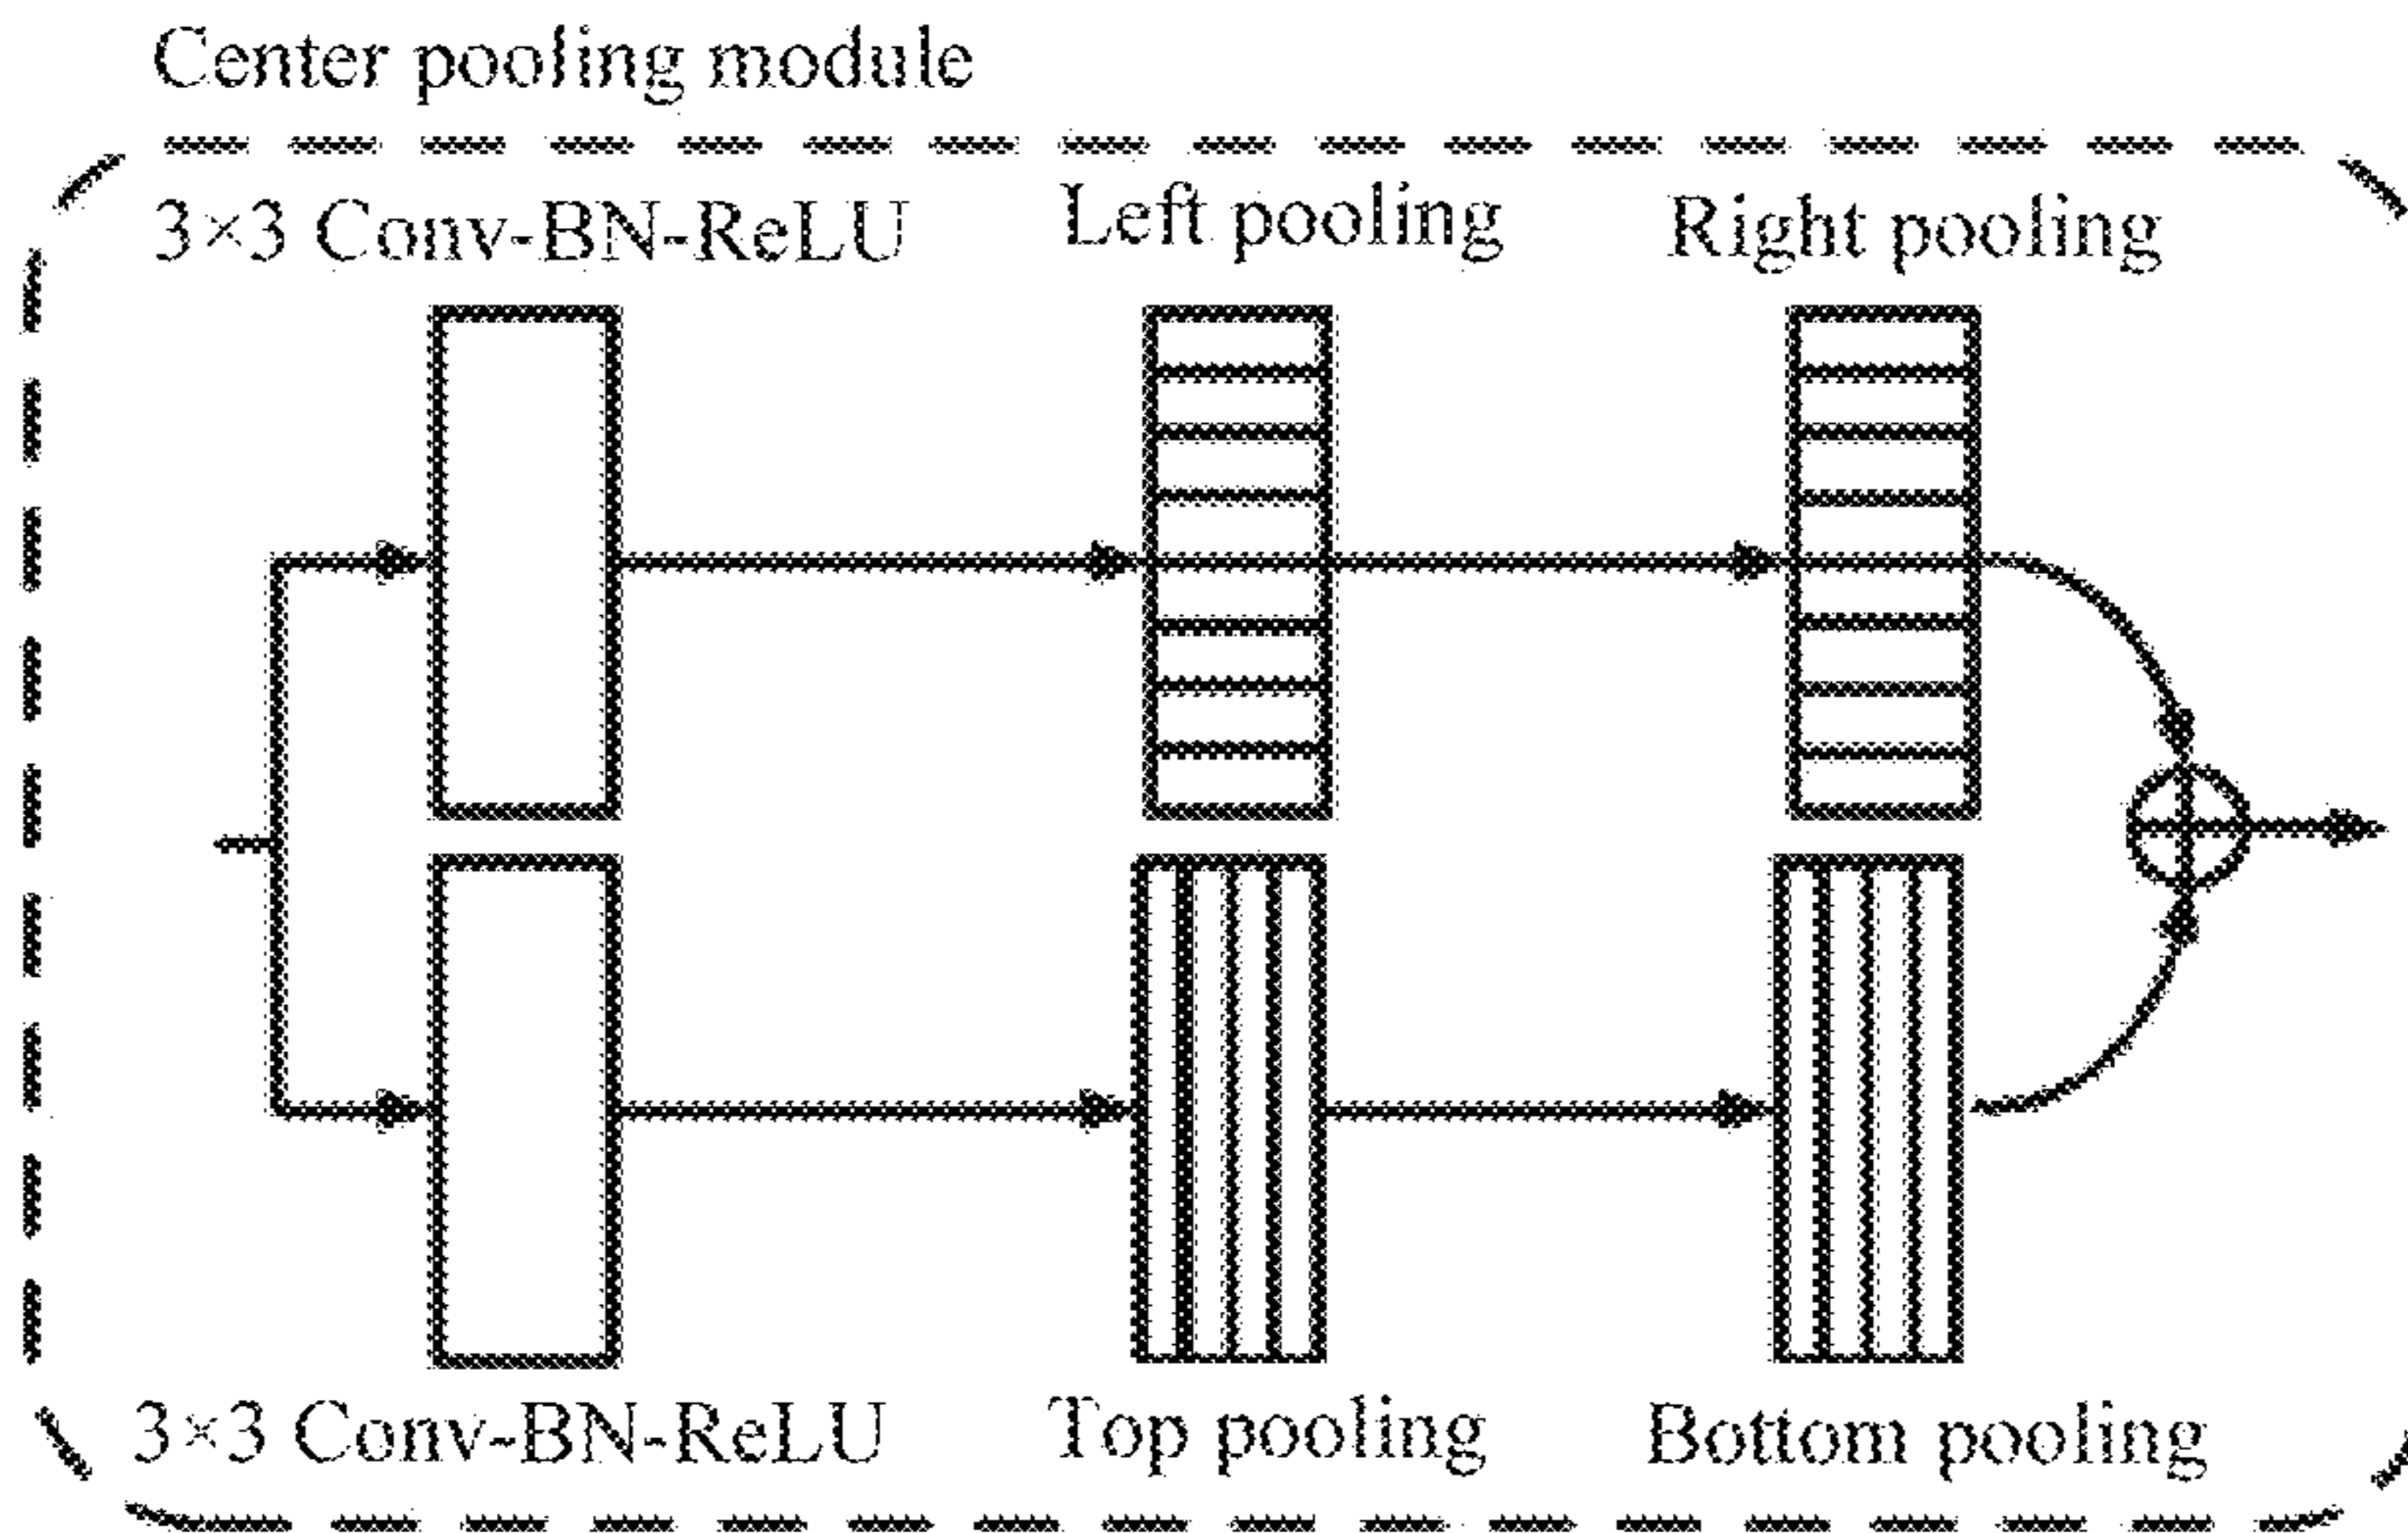 Center pooling module
3×3 Conv-BN-ReLU
Left pooling
Right pooling
3×3 Conv-BN-ReLU
Top pooling
Bottom pooling